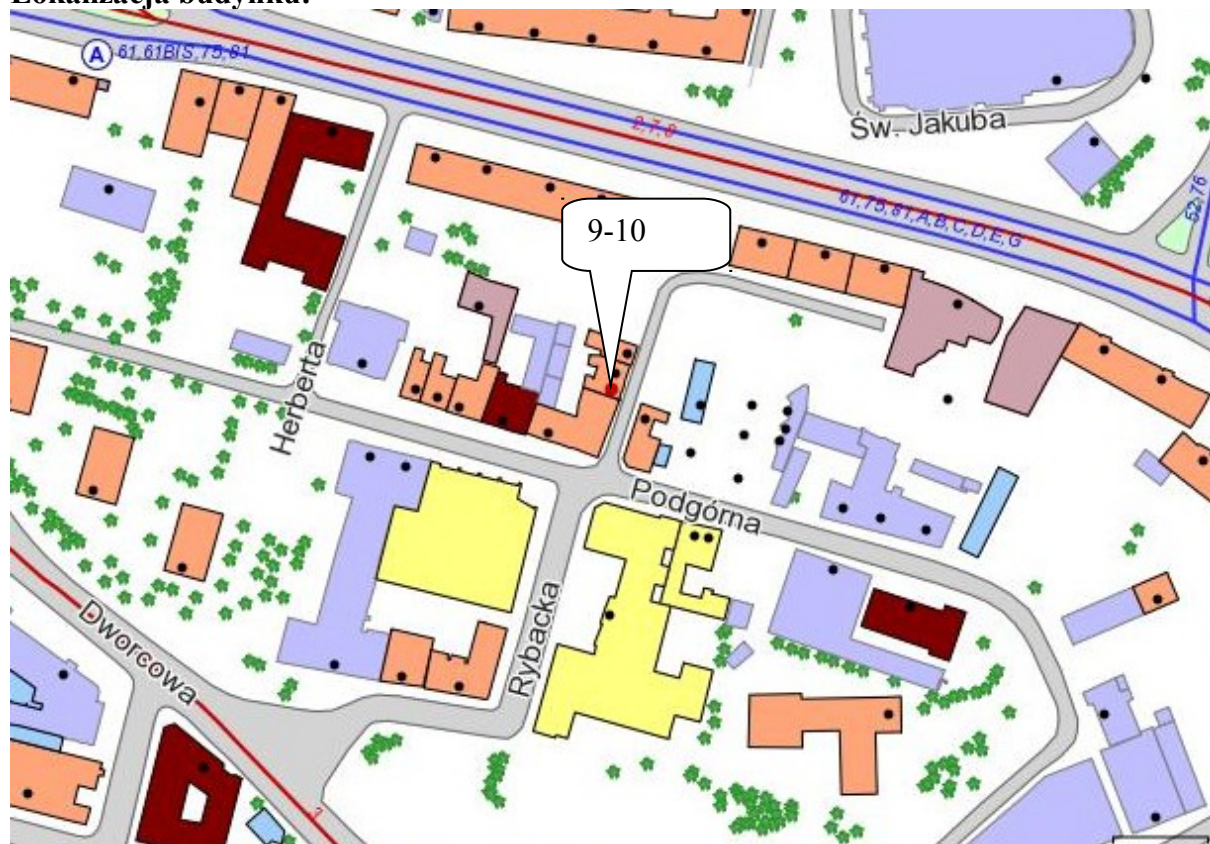 Lokalizacja budynku:
A 61,61BIS,75,81
2,7,8
Św. Jakuba
61,75,81,A,B,C,D,E,G
52,76
9-10
Herberta
Podgórna
Rybacka
Dworcowa